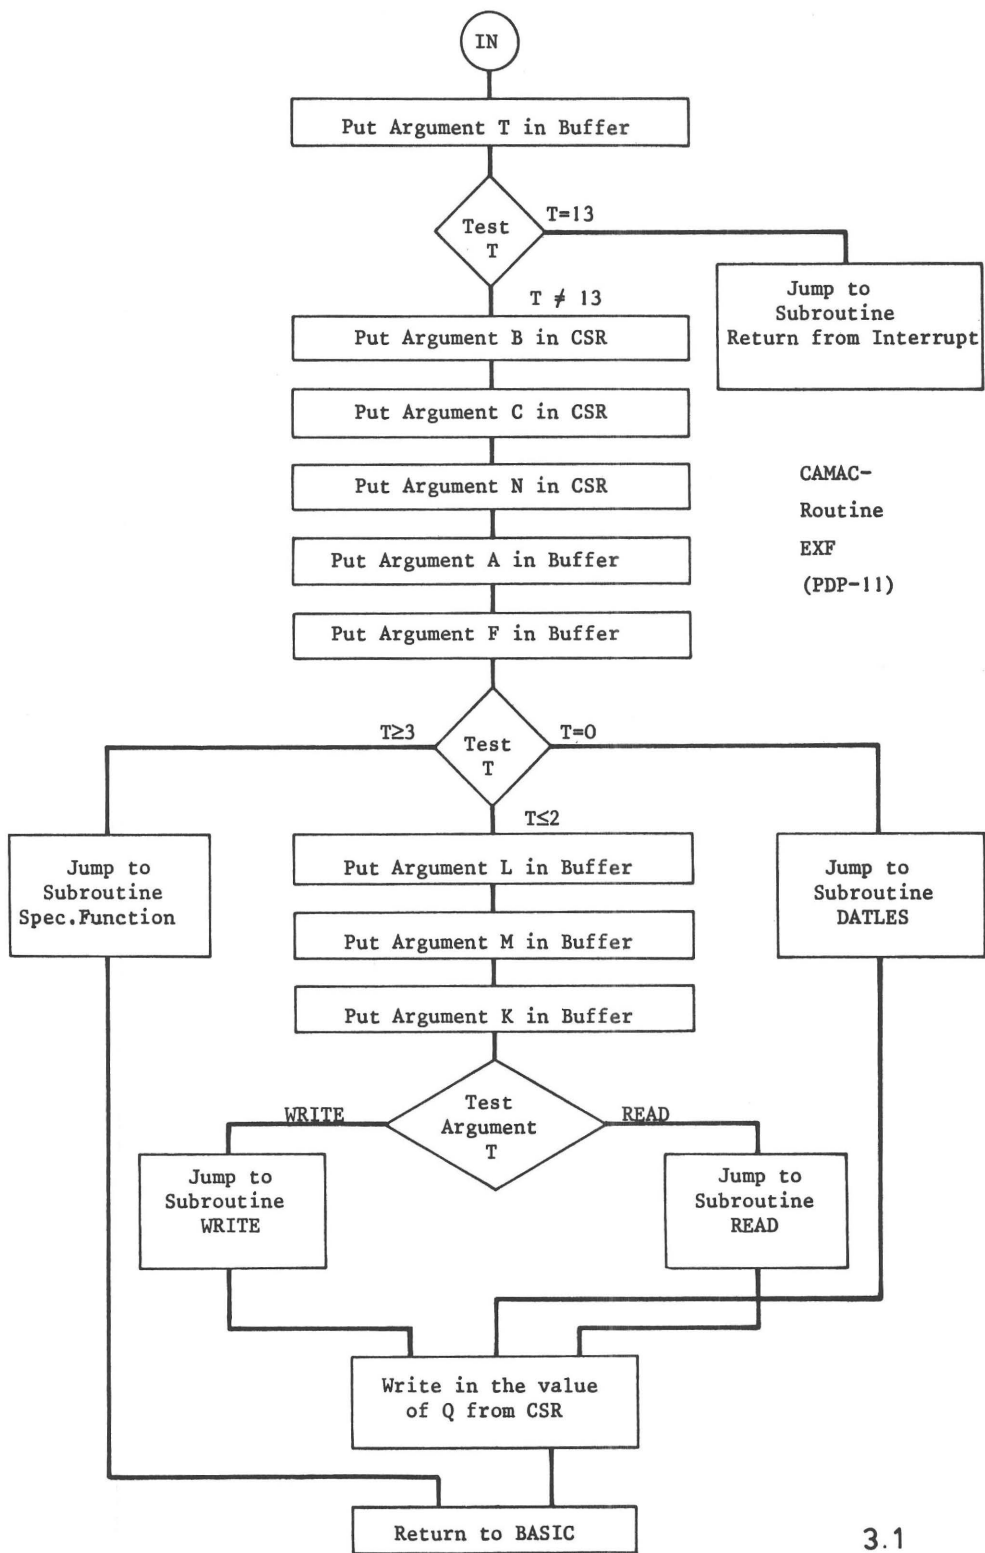 IN
Put Argument T in Buffer
Test
T
T=13
T ≠ 13
Jump to
Subroutine
Return from Interrupt
Put Argument B in CSR
Put Argument C in CSR
Put Argument N in CSR
Put Argument A in Buffer
Put Argument F in Buffer
CAMAC-
Routine
EXF
(PDP-11)
T≥3
Test
T
T=0
T≤2
Jump to
Subroutine
Spec.Function
Put Argument L in Buffer
Put Argument M in Buffer
Put Argument K in Buffer
Jump to
Subroutine
DATLES
WRITE
Test
Argument
T
READ
Jump to
Subroutine
WRITE
Jump to
Subroutine
READ
Write in the value
of Q from CSR
Return to BASIC
3.1